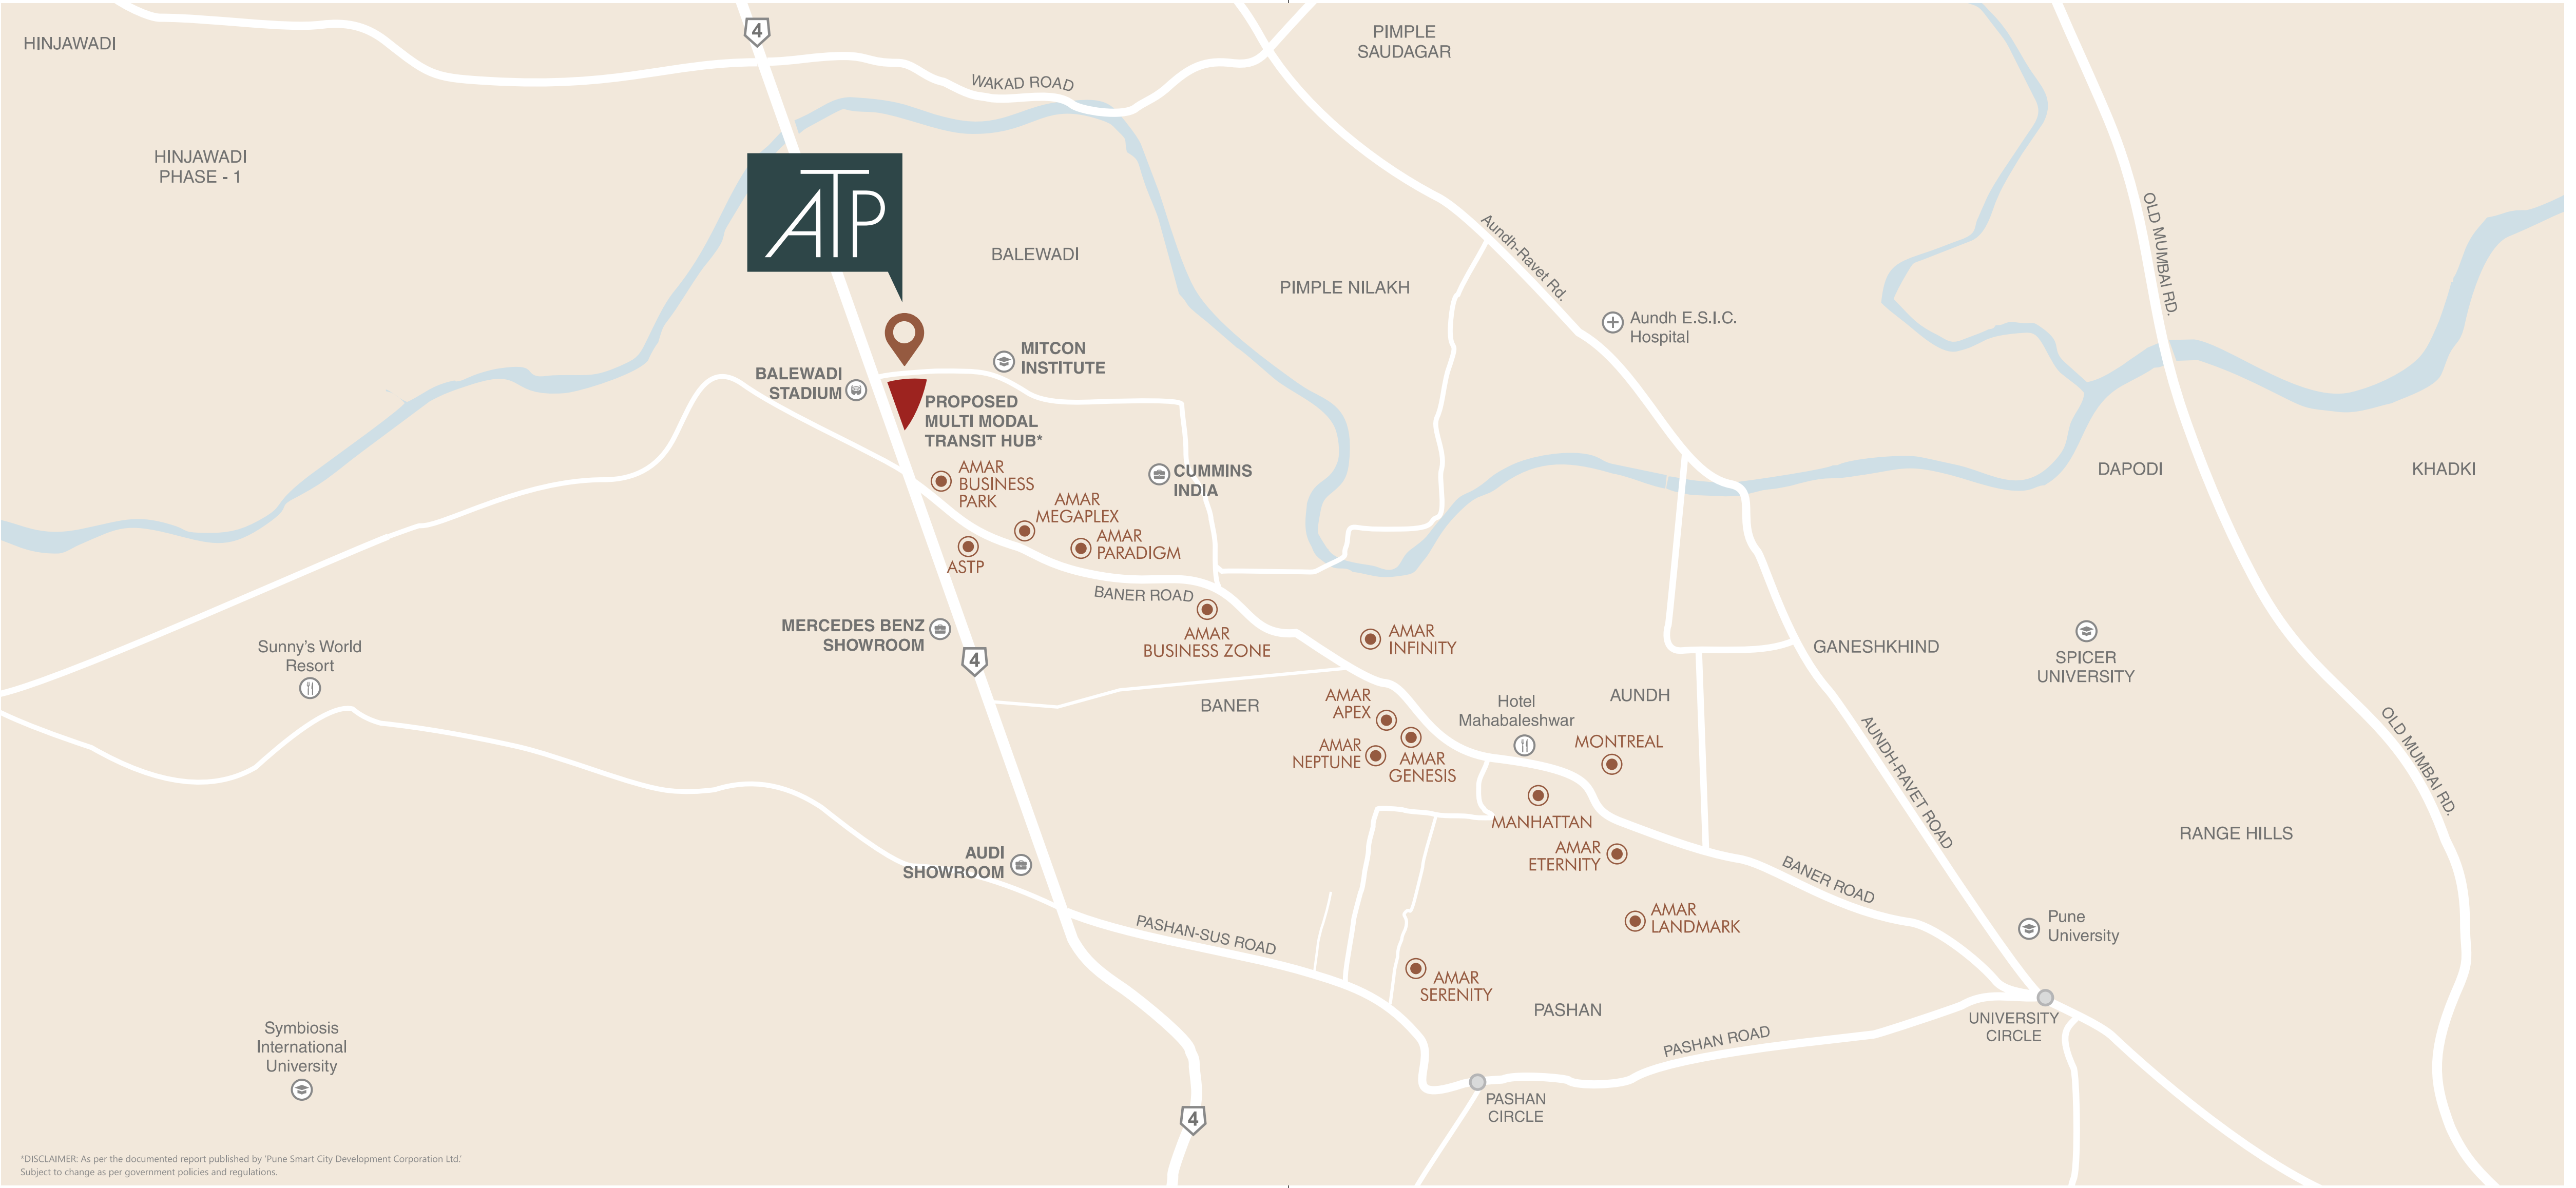 HINJAWADI
4
PIMPLE
SAUDAGAR
WAKAD ROAD
HINJAWADI
PHASE - 1
ATP
BALEWADI
PIMPLE NILAKH
Aundh-Ravet Rd.
OLD MUMBAI RD.
Aundh E.S.I.C.
Hospital
MITCON
INSTITUTE
BALEWADI
STADIUM
PROPOSED
MULTI MODAL
TRANSIT HUB*
AMAR
BUSINESS
PARK
CUMMINS
INDIA
DAPODI
KHADKI
AMAR
MEGAPLEX
AMAR
PARADIGM
ASTP
BANER ROAD
MERCEDES BENZ
SHOWROOM
4
AMAR
BUSINESS ZONE
AMAR
INFINITY
GANESHKHIND
SPICER
UNIVERSITY
Sunny's World
Resort
BANER
AMAR
APEX
Hotel
Mahabaleshwar
AUNDH
AMAR
NEPTUNE
AMAR
GENESIS
MONTREAL
AUNDH-RAVET ROAD
OLD MUMBAI RD.
MANHATTAN
RANGE HILLS
AUDI
SHOWROOM
AMAR
ETERNITY
BANER ROAD
AMAR
LANDMARK
PASHAN-SUS ROAD
Pune
University
AMAR
SERENITY
PASHAN
UNIVERSITY
CIRCLE
PASHAN ROAD
Symbiosis
International
University
PASHAN
CIRCLE
4
*DISCLAIMER: As per the documented report published by 'Pune Smart City Development Corporation Ltd.'
Subject to change as per government policies and regulations.